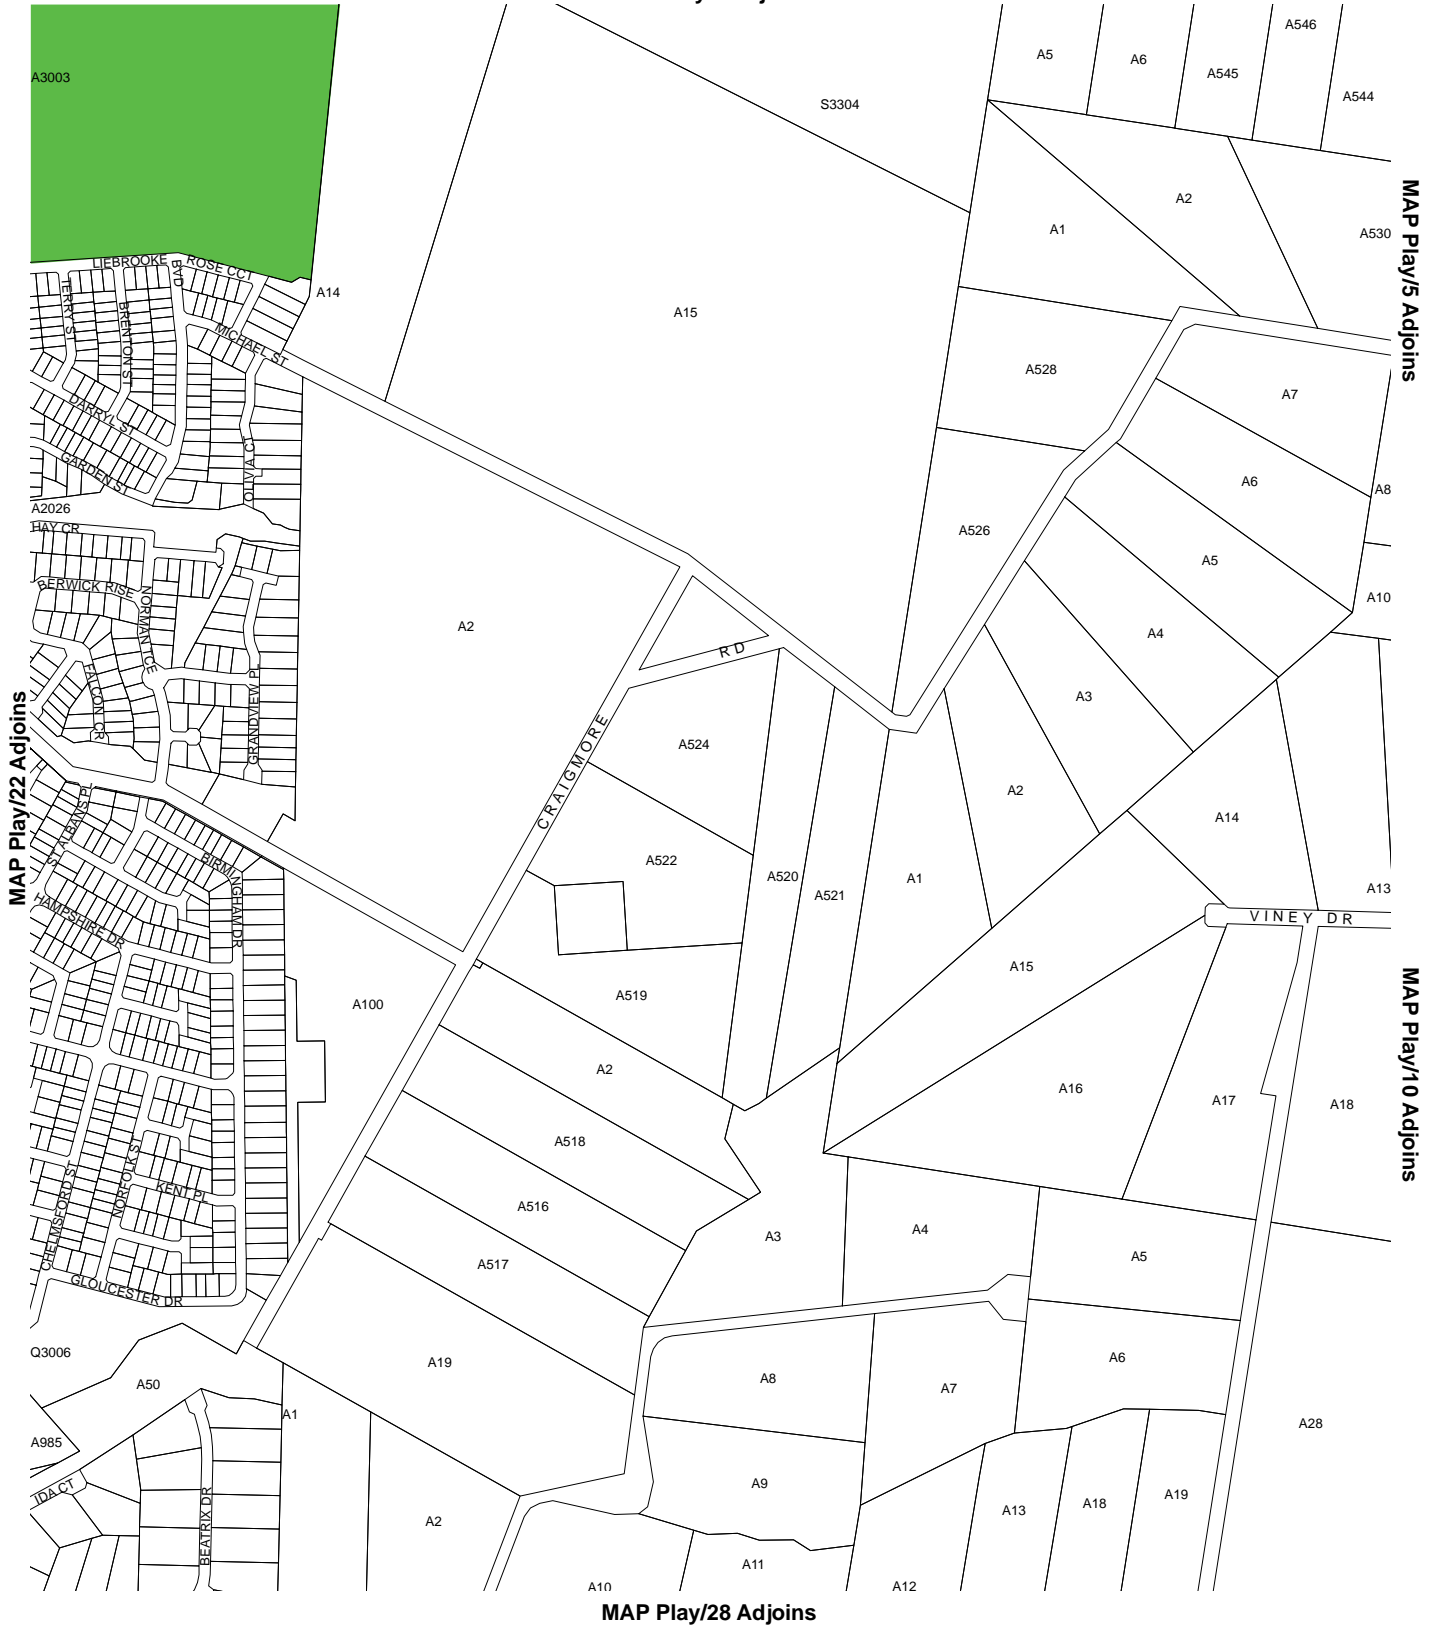 A546
A5
A6
A545
A3003
A544
S3304
A2
A1
A530
MAP Play/5 Adjoins
LIEBROOKE
BVD
ROSE CCT
A14
A15
TERRY ST
BRENTON ST
MICHAEL ST
A528
A7
DARRYL ST
OLIVIA CT
GARDEN ST
A6
A8
A2026
HAY CR
A526
A5
BERWICK RISE
NORMAN TCE
A10
A2
A4
RD
FALCON CR
GRANDVIEW PL
A3
MAP Play/22 Adjoins
A524
CRAIGMORE
A2
ST ALBANS PL
A14
BIRMINGHAM DR
A522
A520
A521
A1
A13
HAMPSHIRE DR
VINEY DR
A15
MAP Play/10 Adjoins
A519
A100
A2
A16
A17
A18
A518
NORFOLK ST
CHELMSFORD ST
KENT PL
A516
A3
A4
A5
A517
GLOUCESTER DR
Q3006
A19
A6
A50
A8
A7
A1
A28
A985
A9
IDA CT
A19
A18
A13
A2
BEATRIX DR
A11
A10
A12
MAP Play/28 Adjoins